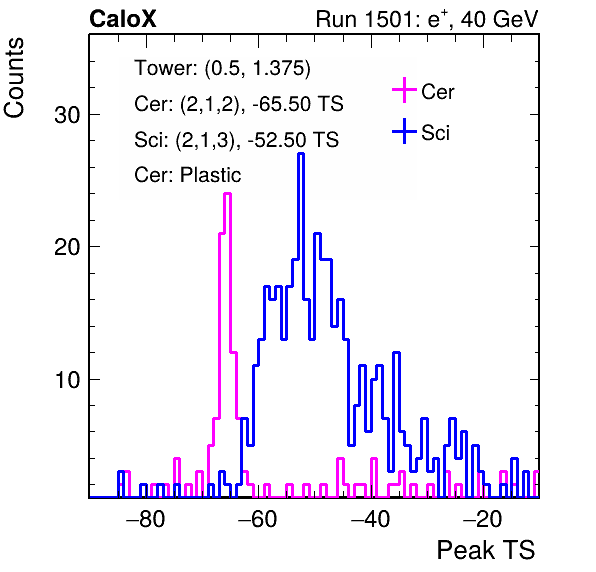 CaloX Run 1501: e⁺, 40 GeV
Counts
Tower: (0.5, 1.375)
Cer: (2,1,2), -65.50 TS
Sci: (2,1,3), -52.50 TS
Cer: Plastic
Cer
Sci
30
20
10
−80 −60 −40 −20
Peak TS